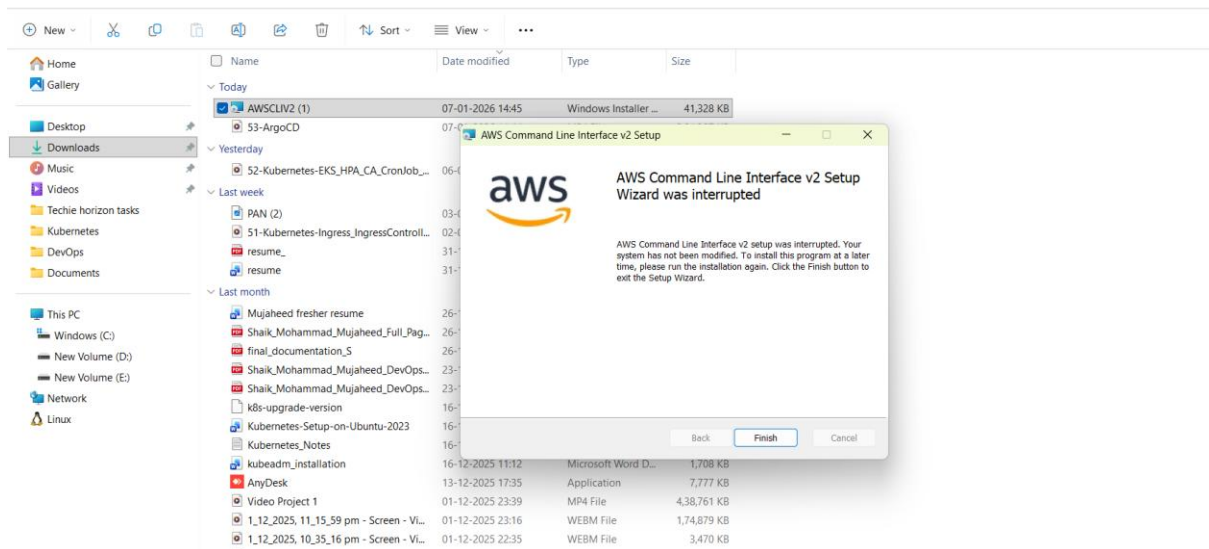 New
Sort
View
Home
Gallery
Desktop
Downloads
Music
Videos
Techie horizon tasks
Kubernetes
DevOps
Documents
This PC
Windows (C:)
New Volume (D:)
New Volume (E:)
Network
Linux
Name Date modified Type Size
Today
AWSCLIV2 (1) 07-01-2026 14:45 Windows Installer ... 41,328 KB
53-ArgoCD
Yesterday
52-Kubernetes-EKS_HPA_CA_CronJob_...
Last week
PAN (2)
51-Kubernetes-Ingress_IngressControll...
resume_
resume
Last month
Mujaheed fresher resume
Shaik_Mohammad_Mujaheed_Full_Pag...
final_documentation_S
Shaik_Mohammad_Mujaheed_DevOps...
Shaik_Mohammad_Mujaheed_DevOps...
k8s-upgrade-version
Kubernetes-Setup-on-Ubuntu-2023
Kubernetes_Notes
kubeadm_installation 16-12-2025 11:12 Microsoft Word D... 1,708 KB
AnyDesk 13-12-2025 17:35 Application 7,777 KB
Video Project 1 01-12-2025 23:39 MP4 File 4,38,761 KB
1_12_2025, 11_15_59 pm - Screen - Vi... 01-12-2025 23:16 WEBM File 1,74,879 KB
1_12_2025, 10_35_16 pm - Screen - Vi... 01-12-2025 22:35 WEBM File 3,470 KB
AWS Command Line Interface v2 Setup
aws
AWS Command Line Interface v2 Setup
Wizard was interrupted
AWS Command Line Interface v2 setup was interrupted. Your
system has not been modified. To install this program at a later
time, please run the installation again. Click the Finish button to
exit the Setup Wizard.
Back Finish Cancel